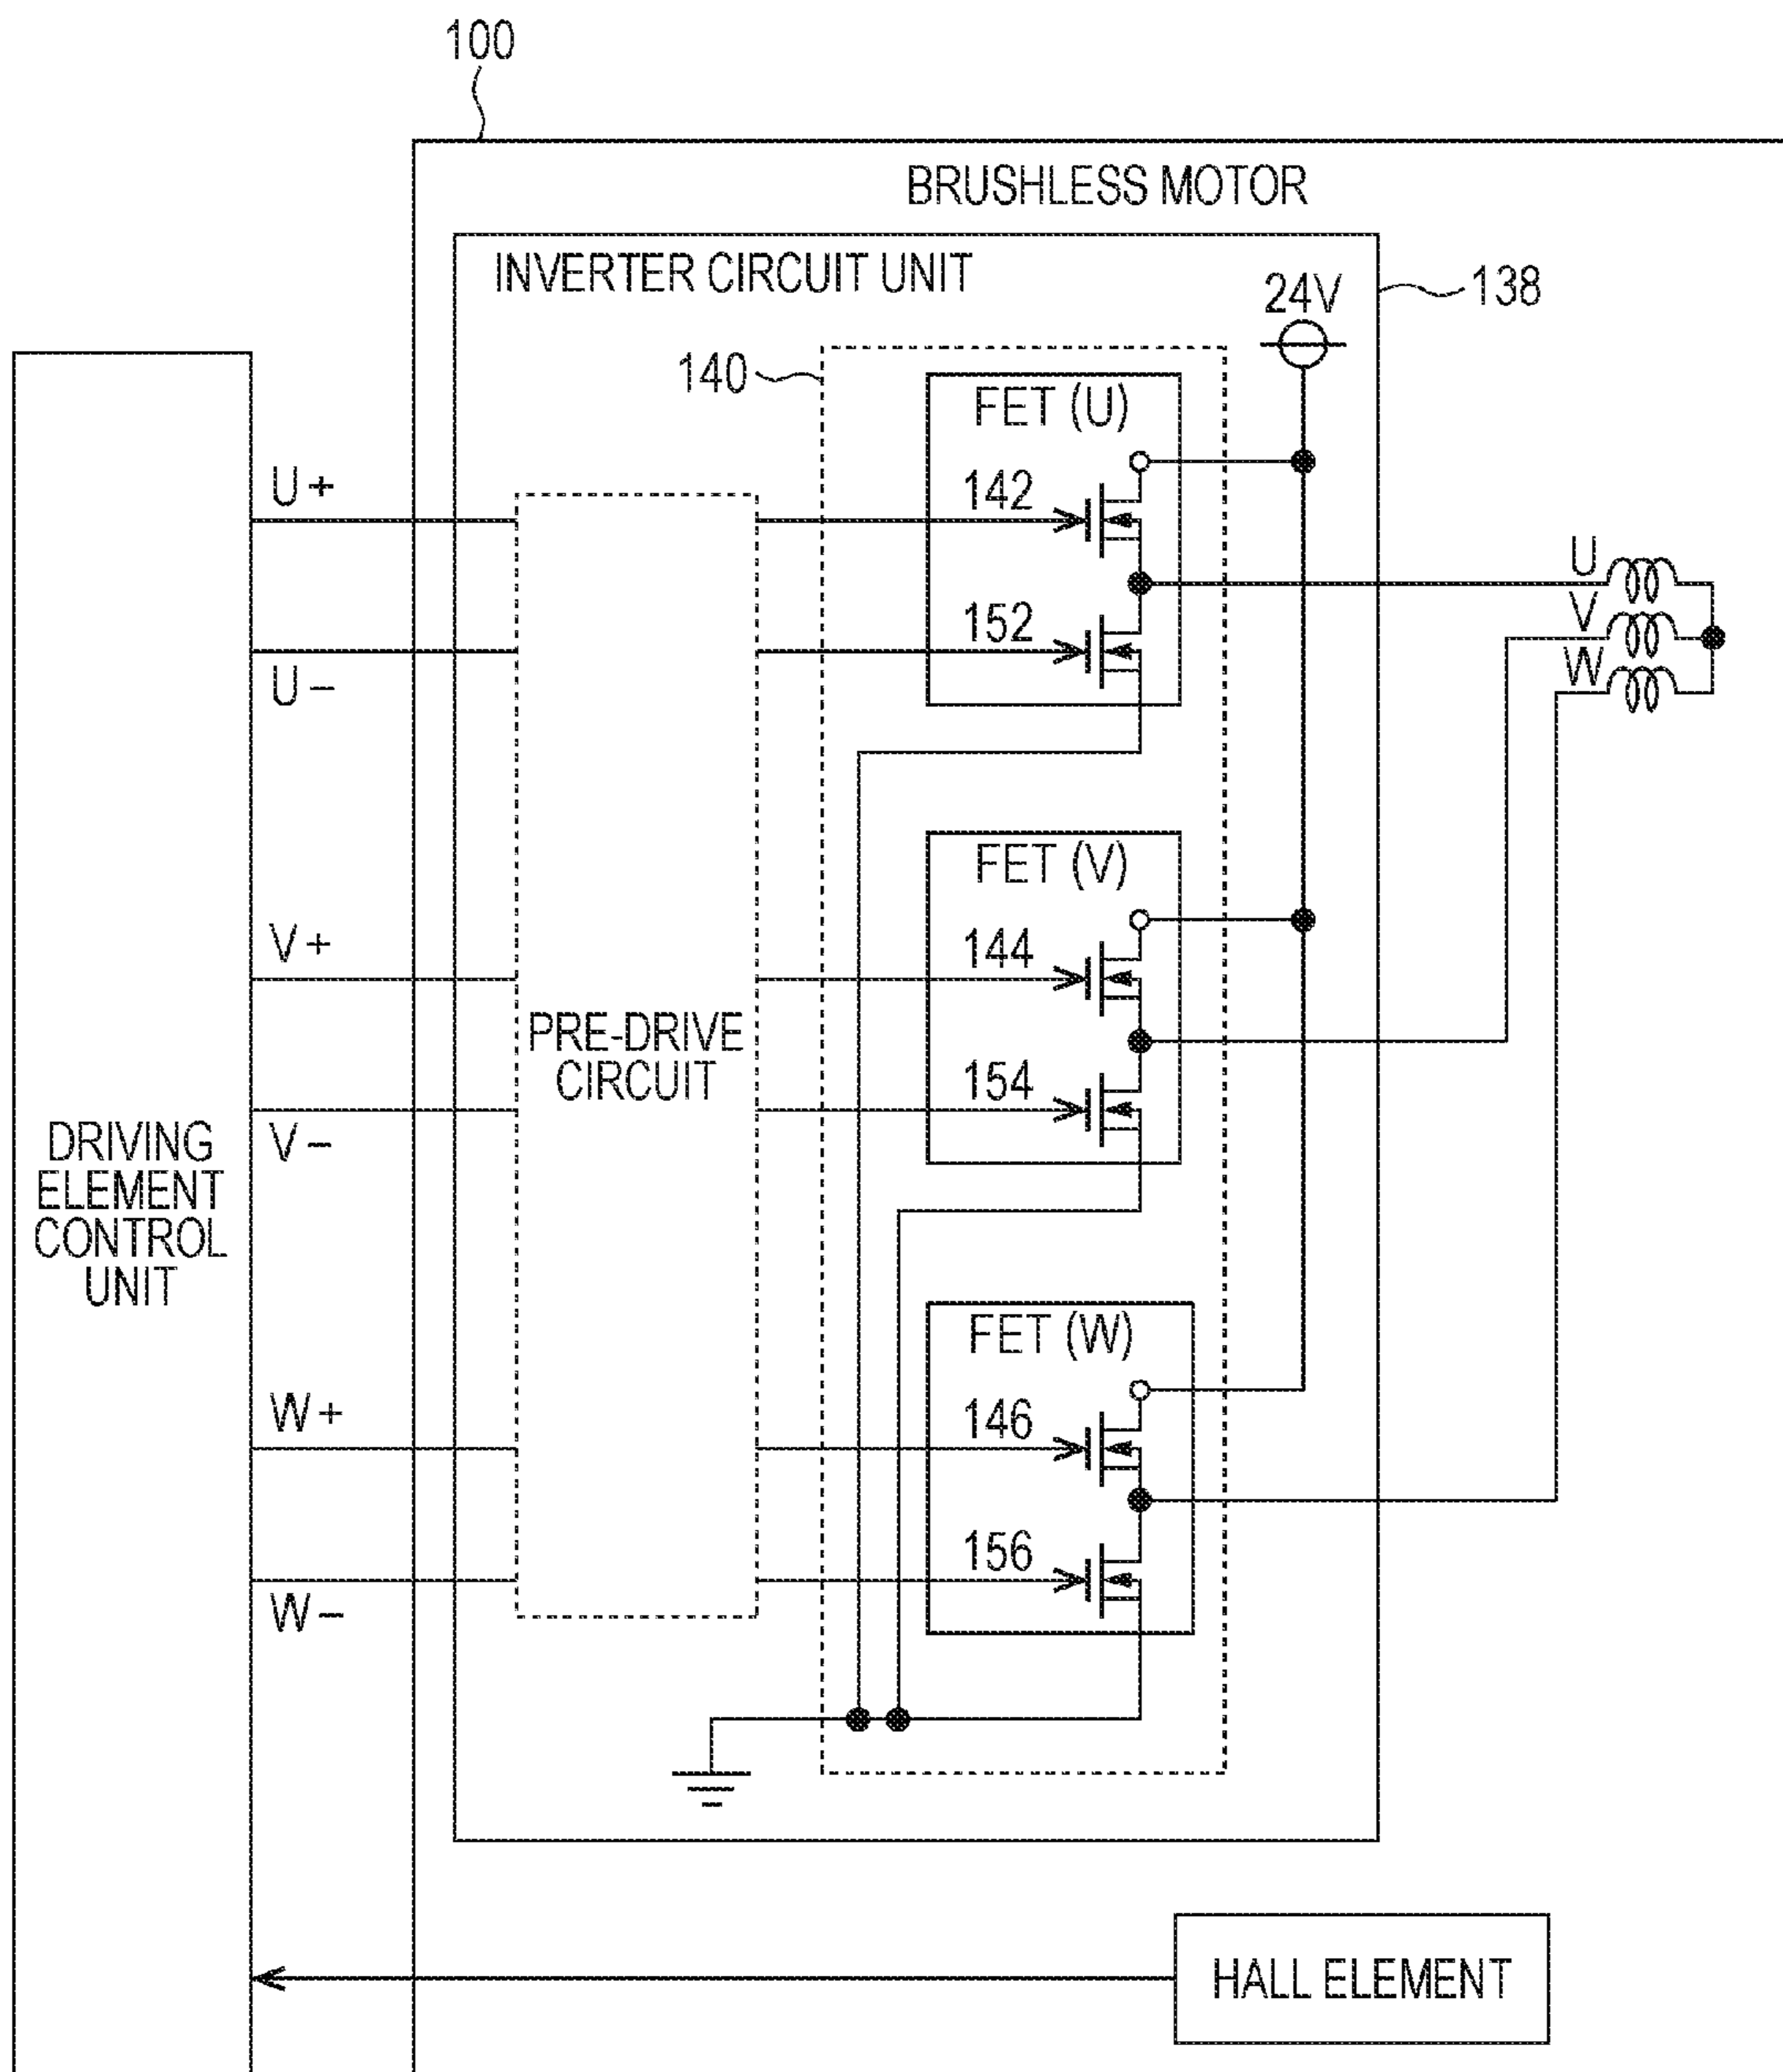 100
BRUSHLESS MOTOR
INVERTER CIRCUIT UNIT
24V
138
140
FET (U)
U+
142
U
V
W
152
U-
FET (V)
V+
144
PRE-DRIVE
CIRCUIT
154
V-
DRIVING
ELEMENT
CONTROL
UNIT
FET (W)
W+
146
156
W-
HALL ELEMENT